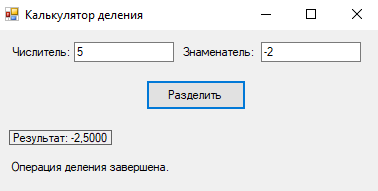 Калькулятор деления
Числитель: 5 Знаменатель: -2
Разделить
Результат: -2,5000
Операция деления завершена.